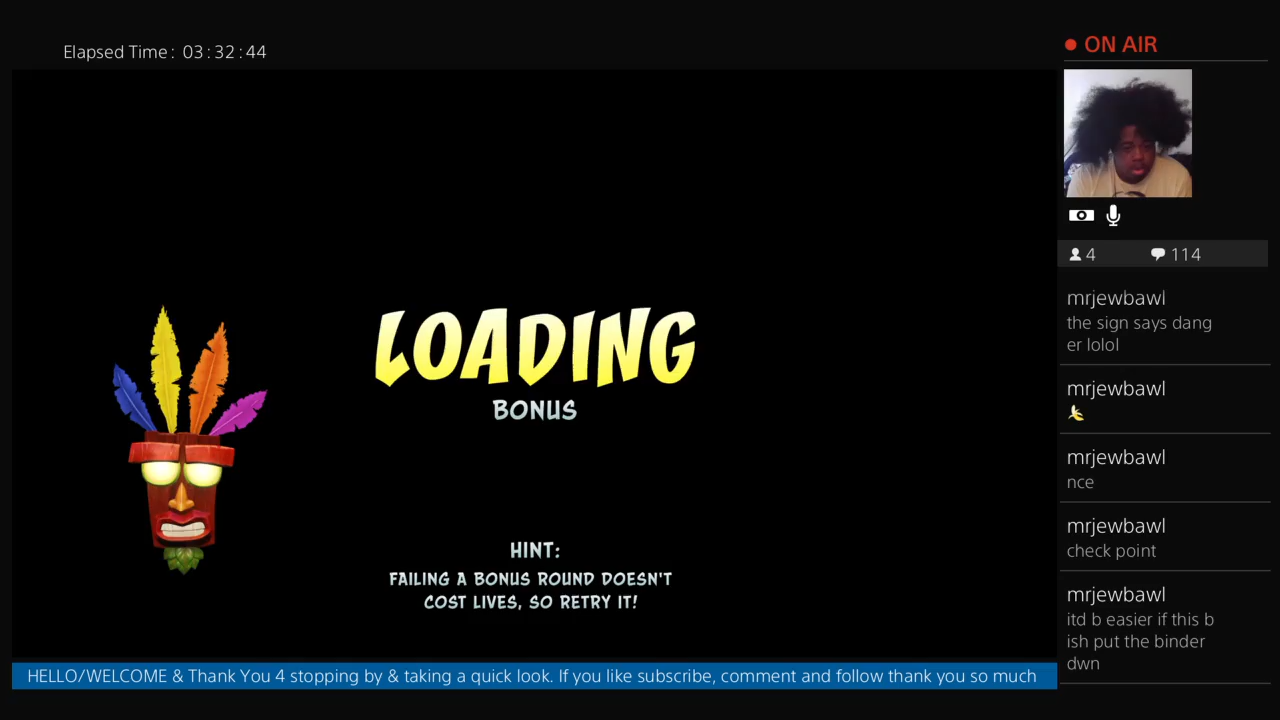 Elapsed Time: 03:32:44
ON AIR
4 114
LOADING
BONUS
HINT:
FAILING A BONUS ROUND DOESN'T
COST LIVES, SO RETRY IT!
mrjewbawl
the sign says dang
er lolol
mrjewbawl
mrjewbawl
nce
mrjewbawl
check point
mrjewbawl
itd b easier if this b
ish put the binder
dwn
HELLO/WELCOME & Thank You 4 stopping by & taking a quick look. If you like subscribe, comment and follow thank you so much